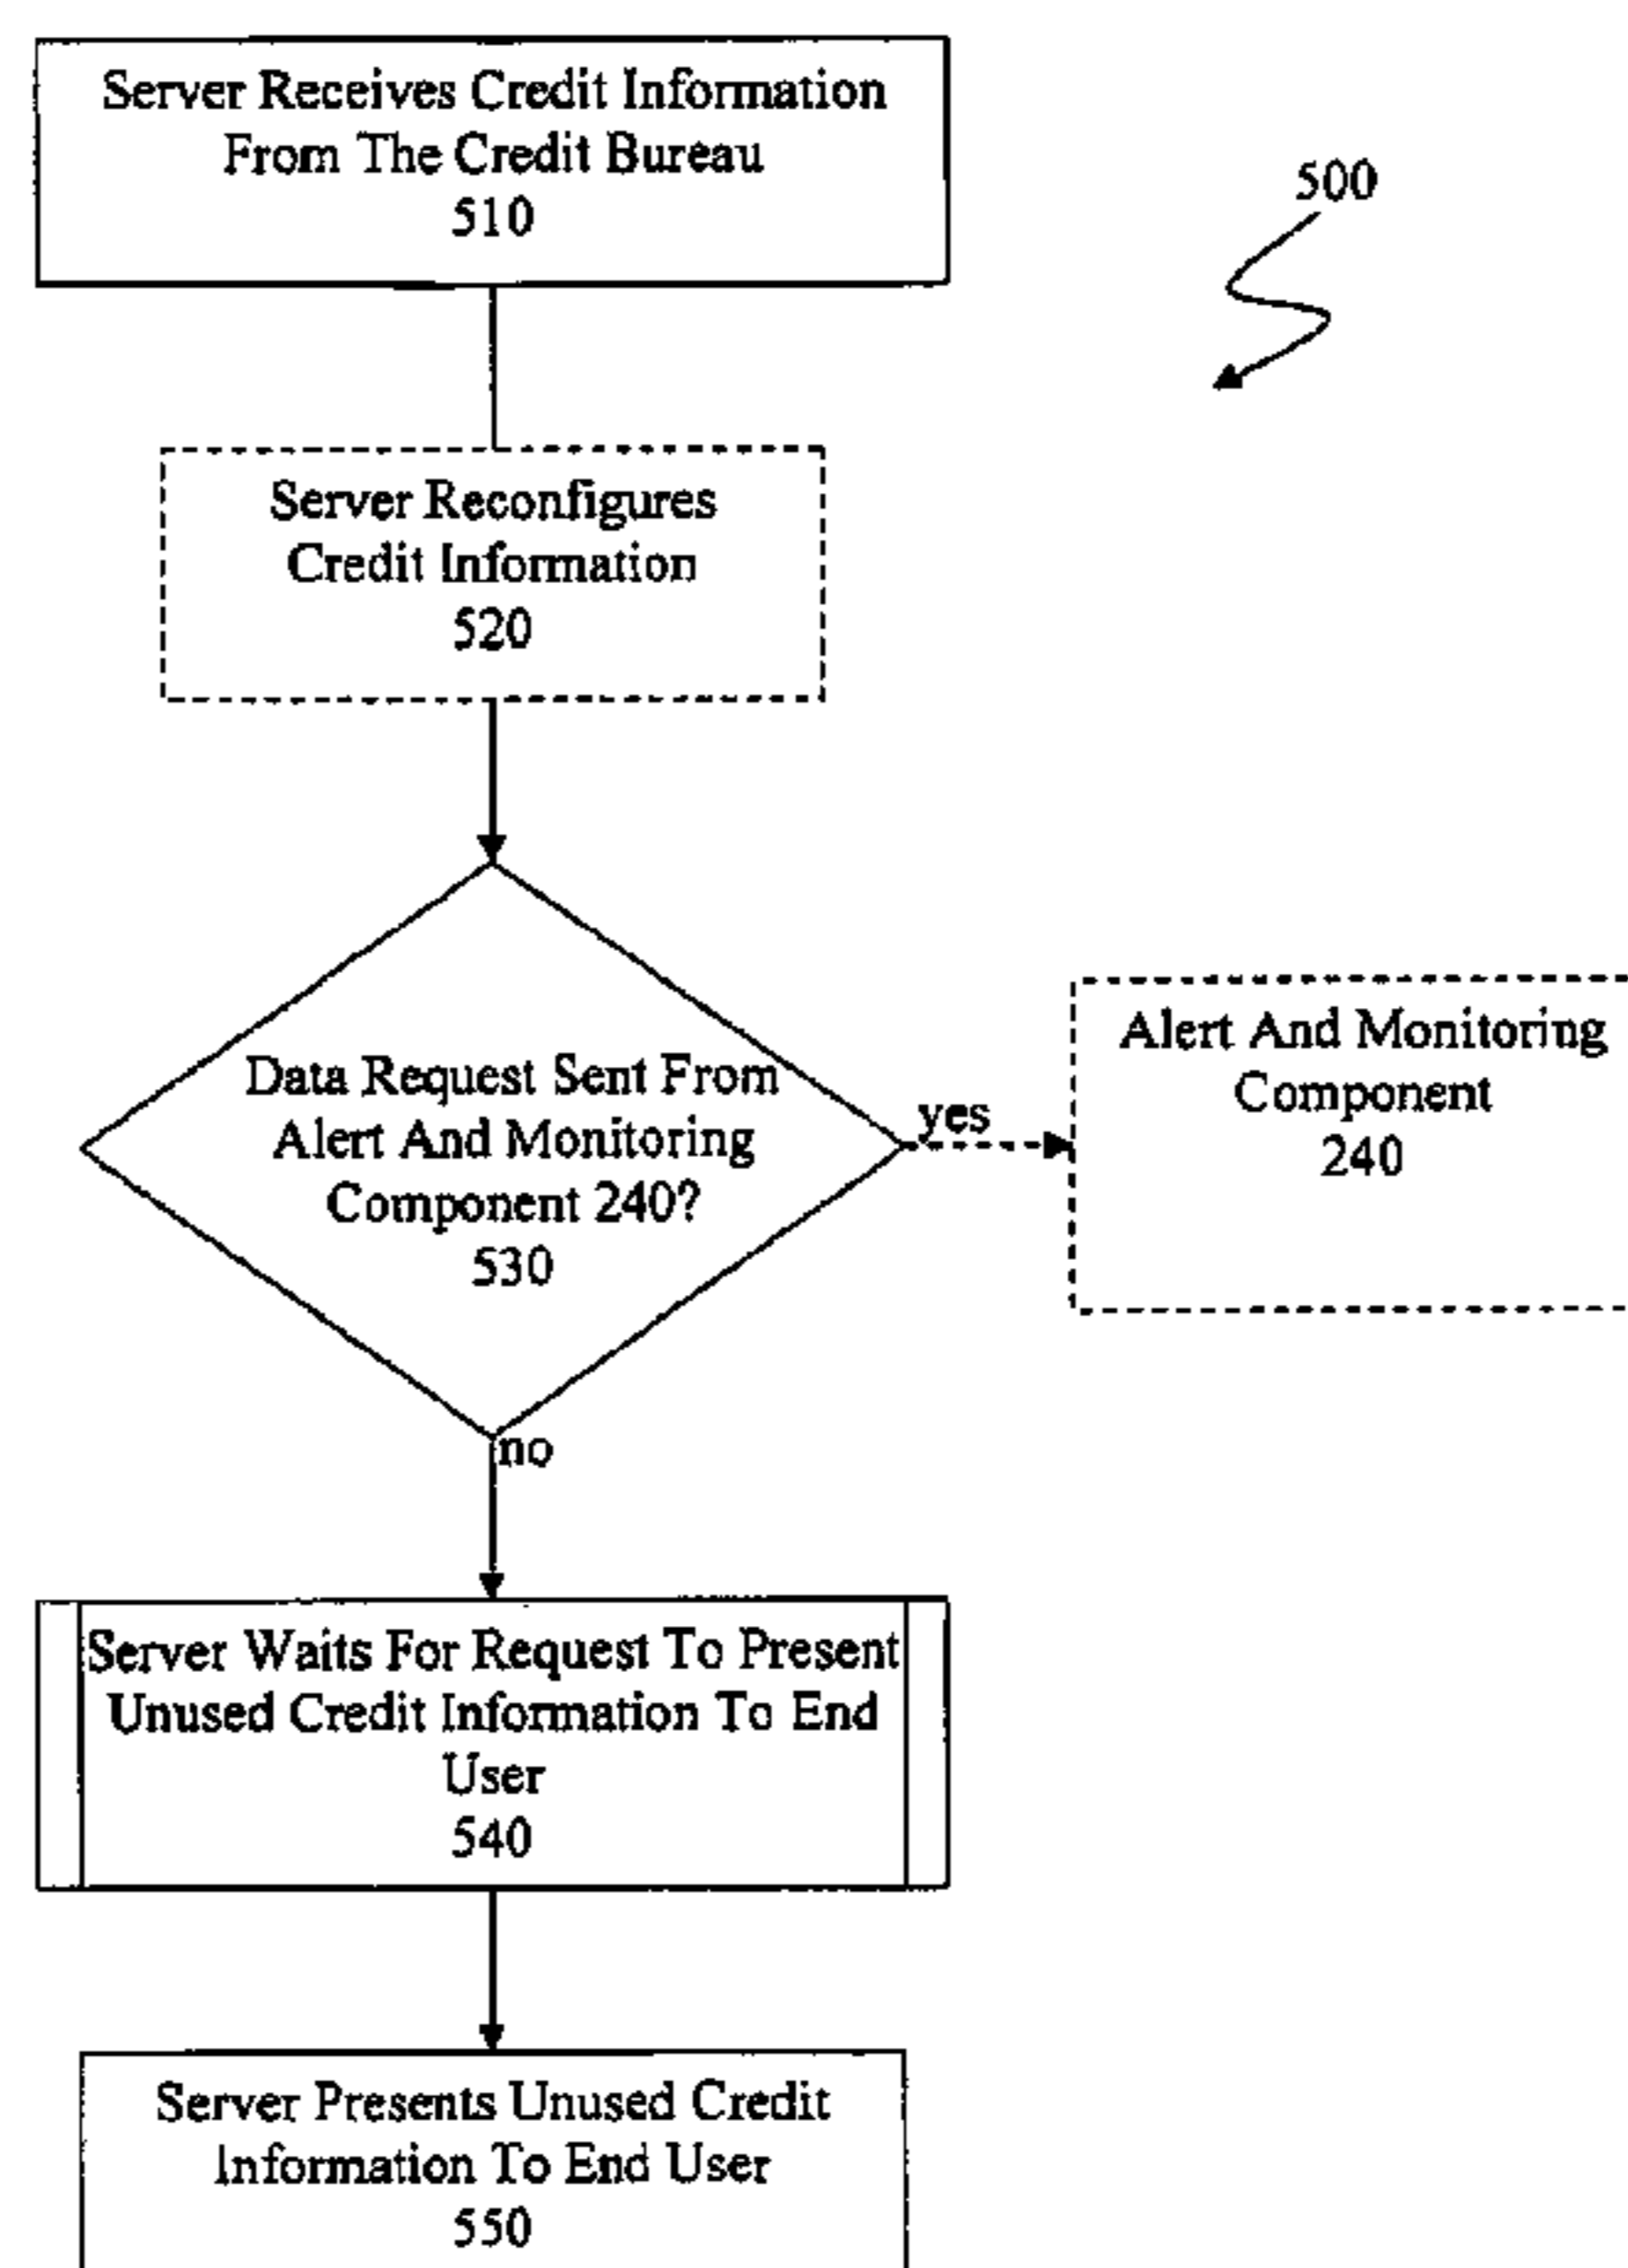 Server Receives Credit Information
From The Credit Bureau
510
500
Server Reconfigures
Credit Information
520
Data Request Sent From
Alert And Monitoring
Component 240?
530
yes
Alert And Monitoring
Component
240
no
Server Waits For Request To Present
Unused Credit Information To End
User
540
Server Presents Unused Credit
Information To End User
550